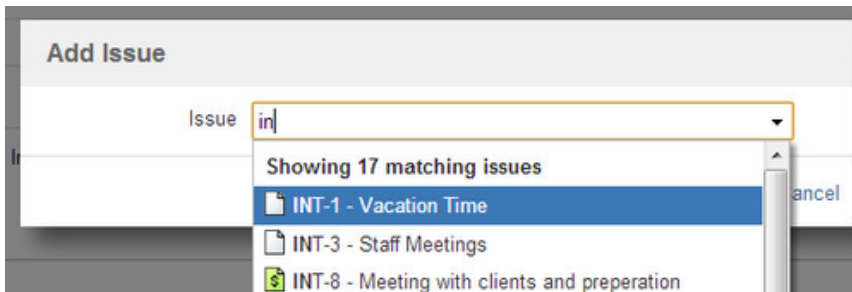 Add Issue
Issue in
Showing 17 matching issues
INT-1 - Vacation Time
ancel
INT-3 - Staff Meetings
INT-8 - Meeting with clients and preperation